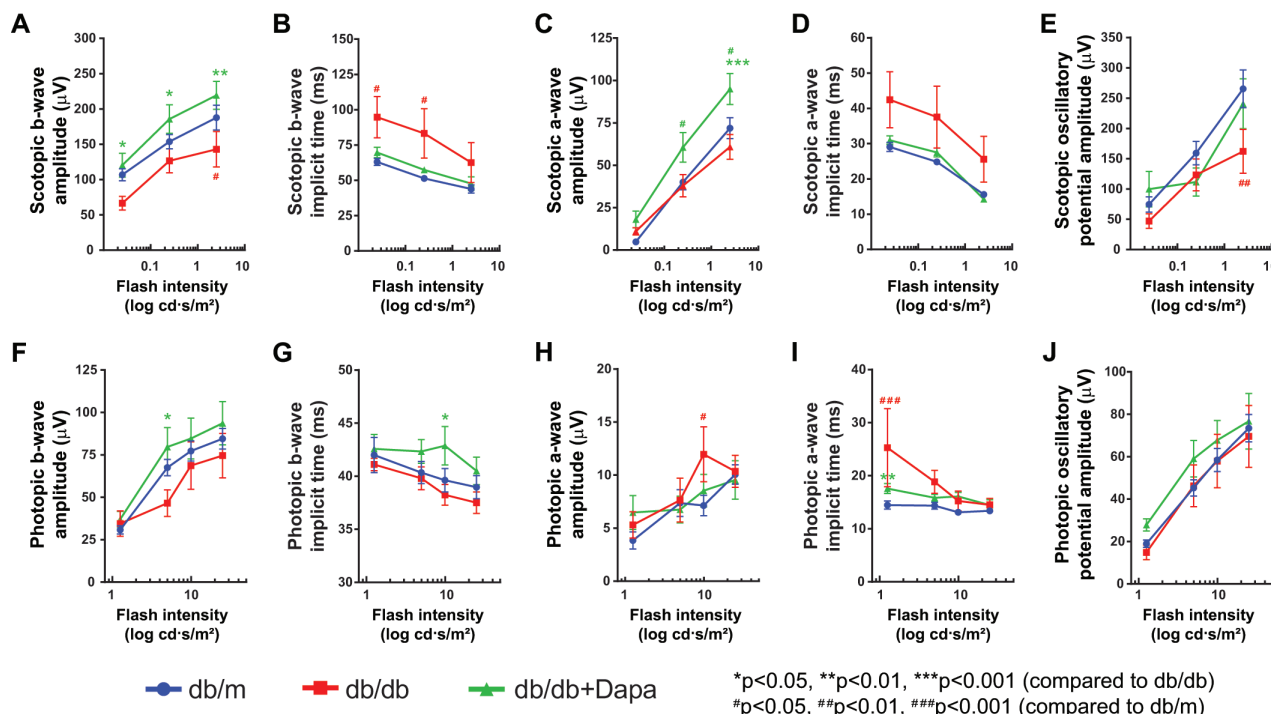 A
Scotopic b-wave
amplitude (μV)
250
200
150
100
50
0
0.1 1 10
Flash intensity
(log cd·s/m²)
*
*
**
#
B
Scotopic b-wave
implicit time (ms)
150
125
100
75
50
25
0
0.1 1 10
Flash intensity
(log cd·s/m²)
#
#
C
Scotopic a-wave
amplitude (μV)
125
100
75
50
25
0
0.1 1 10
Flash intensity
(log cd·s/m²)
#
#
***
D
Scotopic a-wave
implicit time (ms)
60
50
40
30
20
10
0
0.1 1 10
Flash intensity
(log cd·s/m²)
E
Scotopic oscillatory
potential amplitude (μV)
350
300
250
200
150
100
50
0
0.1 1 10
Flash intensity
(log cd·s/m²)
##
F
Photopic b-wave
amplitude (μV)
125
100
75
50
25
0
1 10
Flash intensity
(log cd·s/m²)
*
G
Photopic b-wave
implicit time (ms)
45
42
39
36
33
30
1 10
Flash intensity
(log cd·s/m²)
*
H
Photopic a-wave
amplitude (μV)
20
15
10
5
0
1 10
Flash intensity
(log cd·s/m²)
#
I
Photopic a-wave
implicit time (ms)
40
30
20
10
0
1 10
Flash intensity
(log cd·s/m²)
###
**
J
Photopic oscillatory
potential amplitude (μV)
100
80
60
40
20
0
1 10
Flash intensity
(log cd·s/m²)
db/m db/db db/db+Dapa
*p<0.05, **p<0.01, ***p<0.001 (compared to db/db)
#p<0.05, ##p<0.01, ###p<0.001 (compared to db/m)